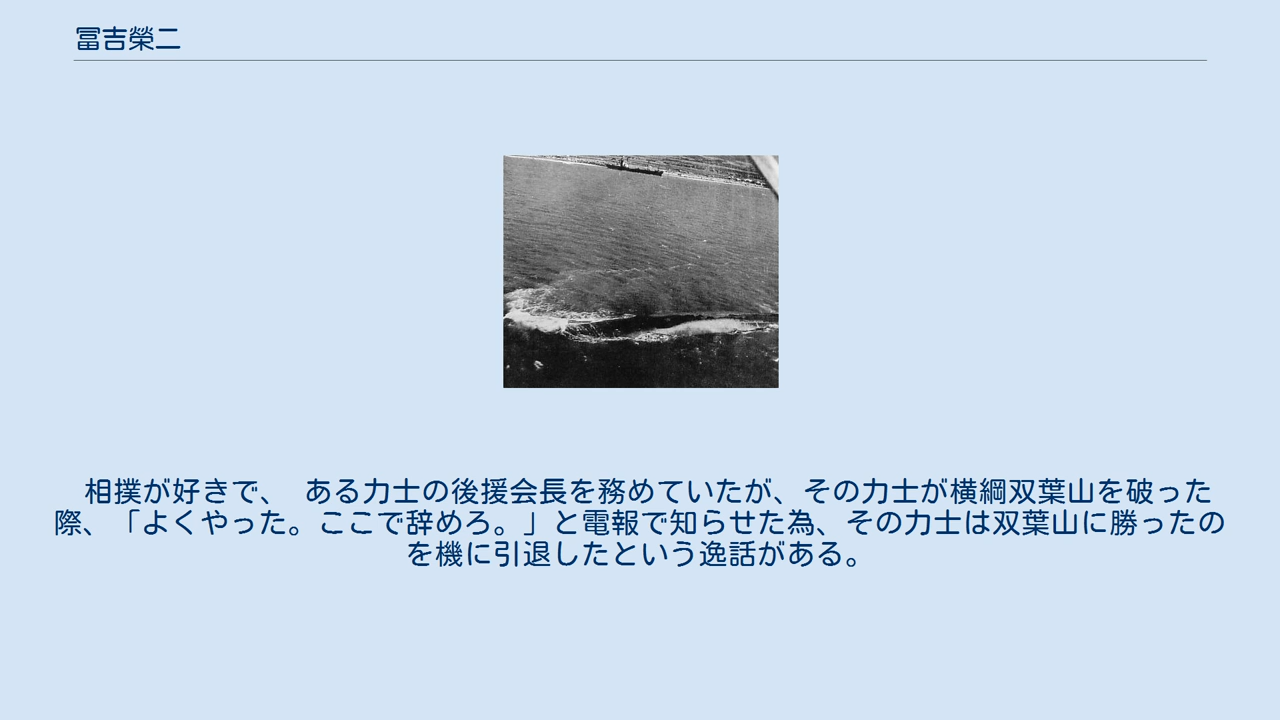 冨吉榮二
相撲が好きで、 ある力士の後援会長を務めていたが、その力士が横綱双葉山を破った
際、「よくやった。ここで辞めろ。」と電報で知らせた為、その力士は双葉山に勝ったの
を機に引退したという逸話がある。